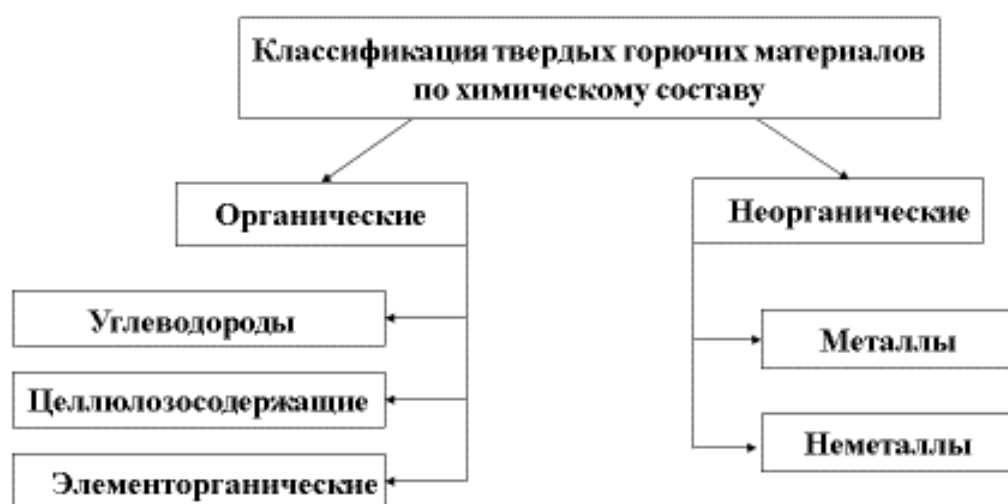 Классификация твердых горючих материалов
по химическому составу
Органические
Неорганические
Углеводороды
Целлюлозосодержащие
Элементорганические
Металлы
Неметаллы